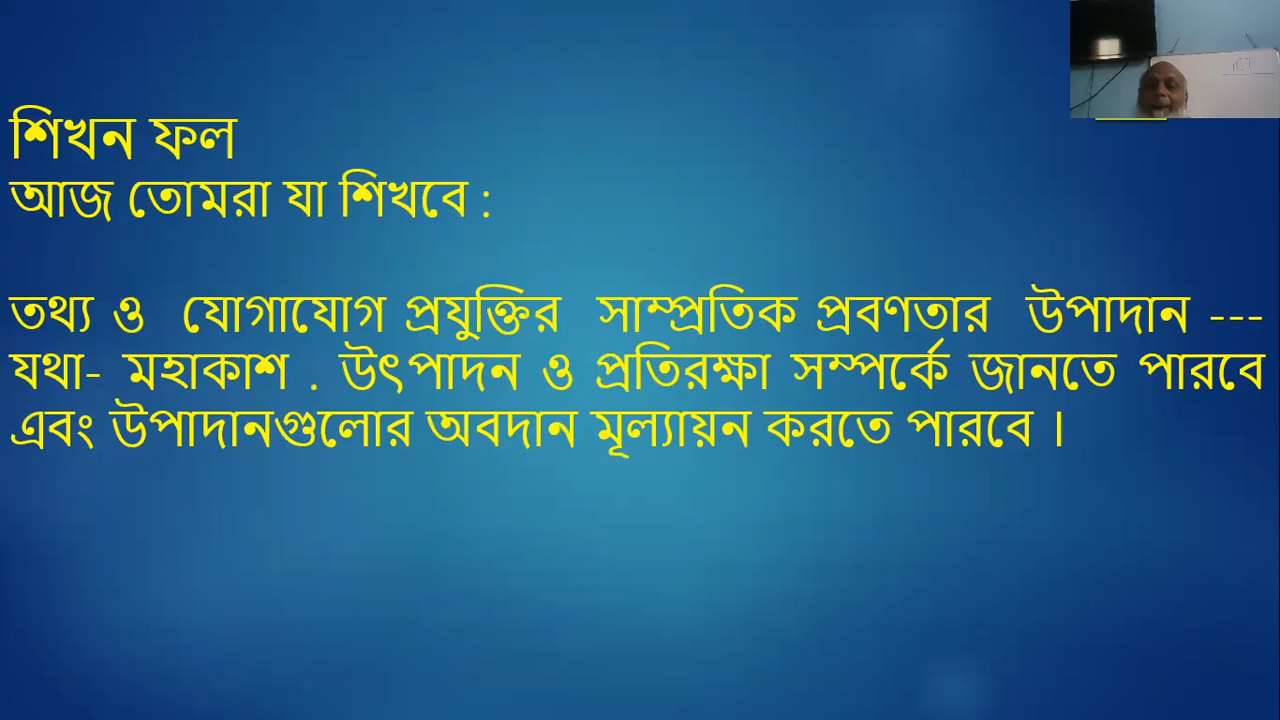 শিখন ফল
আজ তোমরা যা শিখবে :
তথ্য ও যোগাযোগ প্রযুক্তির সাম্প্রতিক প্রবণতার উপাদান ---
যথা- মহাকাশ . উৎপাদন ও প্রতিরক্ষা সম্পর্কে জানতে পারবে
এবং উপাদানগুলোর অবদান মূল্যায়ন করতে পারবে ।
ICT